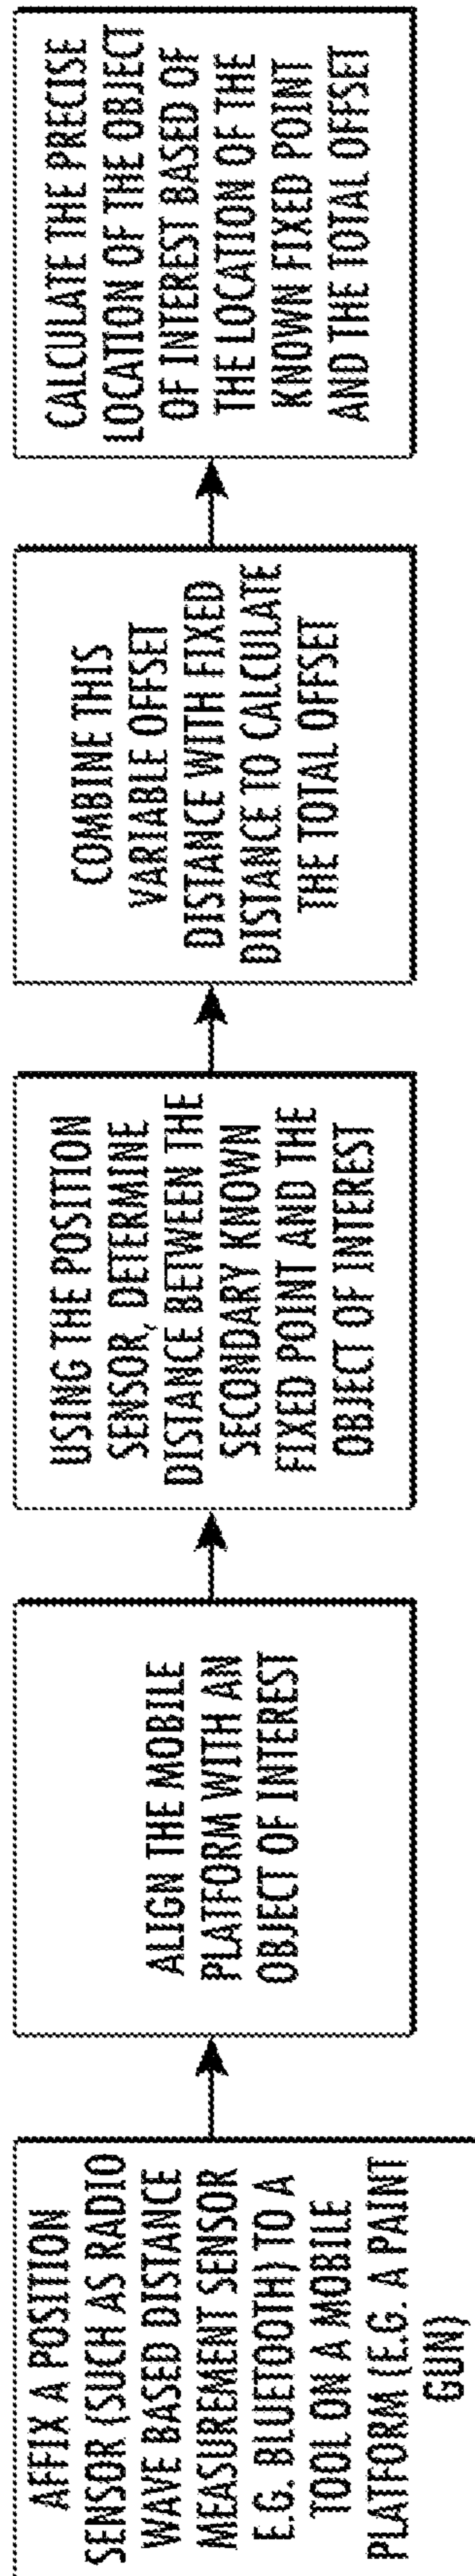 AFFIX A POSITION
SENSOR (SUCH AS RADIO
WAVE BASED DISTANCE
MEASUREMENT SENSOR
E.G. BLUETOOTH) TO A
TOOL ON A MOBILE
PLATFORM (E.G. A PAINT
GUN)
ALIGN THE MOBILE
PLATFORM WITH AN
OBJECT OF INTEREST
USING THE POSITION
SENSOR, DETERMINE
DISTANCE BETWEEN THE
SECONDARY KNOWN
FIXED POINT AND THE
OBJECT OF INTEREST
COMBINE THIS
VARIABLE OFFSET
DISTANCE WITH FIXED
DISTANCE TO CALCULATE
THE TOTAL OFFSET
CALCULATE THE PRECISE
LOCATION OF THE OBJECT
OF INTEREST BASED OF
THE LOCATION OF THE
KNOWN FIXED POINT
AND THE TOTAL OFFSET